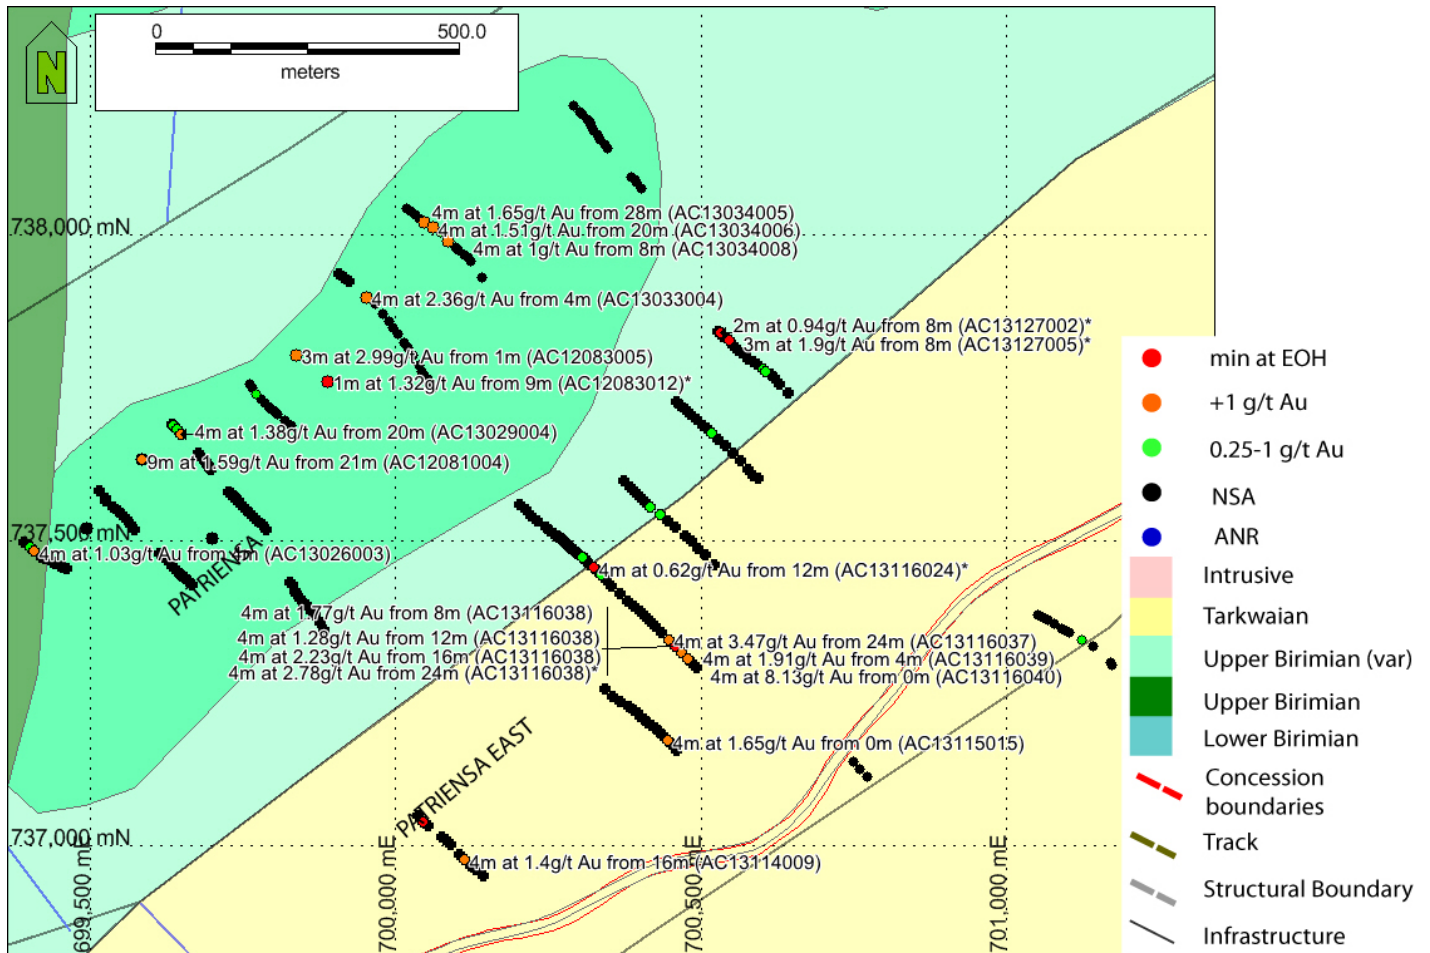 0 500.0
meters
N
738,000 mN
4m at 1.65g/t Au from 28m (AC13034005)
4m at 1.51g/t Au from 20m (AC13034006)
4m at 1g/t Au from 8m (AC13034008)
4m at 2.36g/t Au from 4m (AC13033004)
2m at 0.94g/t Au from 8m (AC13127002)*
3m at 1.9g/t Au from 8m (AC13127005)*
3m at 2.99g/t Au from 1m (AC12083005)
1m at 1.32g/t Au from 9m (AC12083012)*
4m at 1.38g/t Au from 20m (AC13029004)
9m at 1.59g/t Au from 21m (AC12081004)
737,500 mN
4m at 1.03g/t Au from 4m (AC13026003)
PATRIENSA
4m at 0.62g/t Au from 12m (AC13116024)*
4m at 1.77g/t Au from 8m (AC13116038)
4m at 1.28g/t Au from 12m (AC13116038)
4m at 2.23g/t Au from 16m (AC13116038)
4m at 2.78g/t Au from 24m (AC13116038)*
4m at 3.47g/t Au from 24m (AC13116037)
4m at 1.91g/t Au from 4m (AC13116039)
4m at 8.13g/t Au from 0m (AC13116040)
4m at 1.65g/t Au from 0m (AC13115015)
PATRIENSA EAST
737,000 mN
4m at 1.4g/t Au from 16m (AC13114009)
699,500 mE
700,000 mE
700,500 mE
701,000 mE
min at EOH
+1 g/t Au
0.25-1 g/t Au
NSA
ANR
Intrusive
Tarkwaian
Upper Birimian (var)
Upper Birimian
Lower Birimian
Concession
boundaries
Track
Structural Boundary
Infrastructure